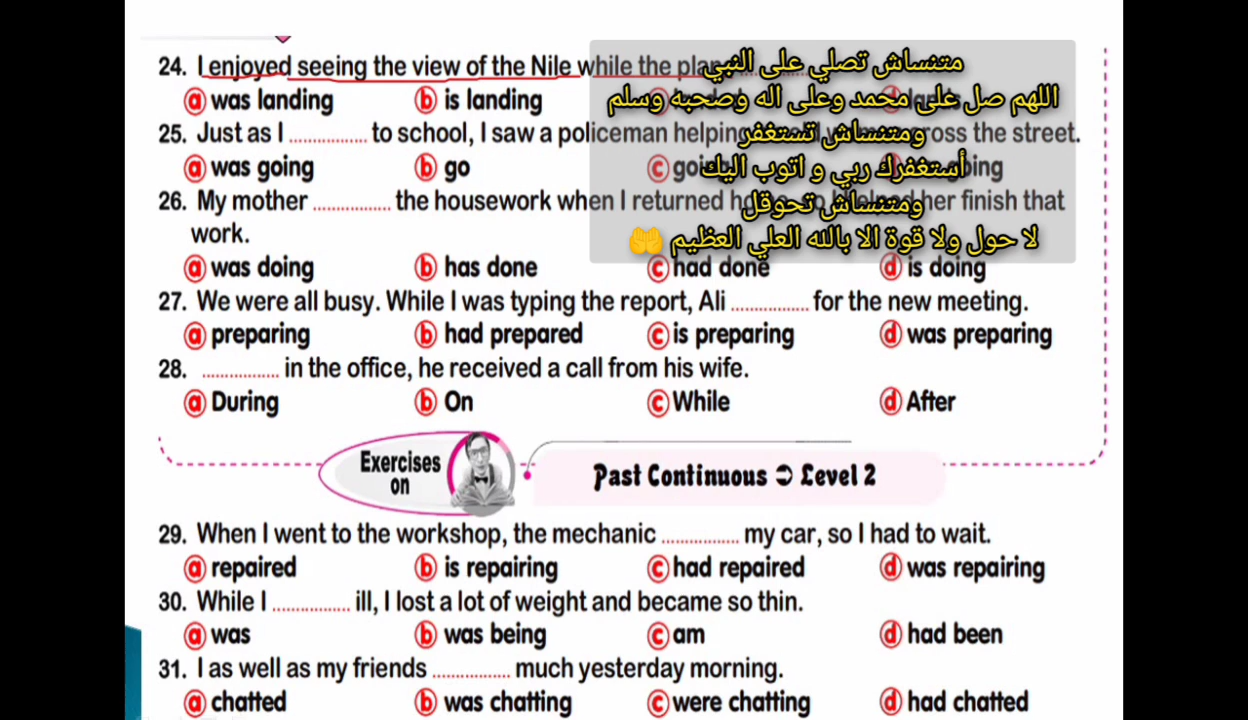 24. I enjoyed seeing the view of the Nile while the plane
a was landing b is landing
25. Just as I ................ to school, I saw a policeman helping across the street.
a was going b go c going
26. My mother ................ the housework when I returned home, so I helped her finish that
work.
a was doing b has done c had done d is doing
27. We were all busy. While I was typing the report, Ali ................ for the new meeting.
a preparing b had prepared c is preparing d was preparing
28. ................ in the office, he received a call from his wife.
a During b On c While d After
متنساش تصلي على النبي
اللهم صل على محمد وعلى اله وصحبه وسلم
ومتنساش تستغفر
أستغفرك ربي و اتوب اليك
ومتنساش تحوقل
لا حول ولا قوة الا بالله العلي العظيم 🤲
Exercises
on
Past Continuous ➲ Level 2
29. When I went to the workshop, the mechanic ................ my car, so I had to wait.
a repaired b is repairing c had repaired d was repairing
30. While I ................ ill, I lost a lot of weight and became so thin.
a was b was being c am d had been
31. I as well as my friends ................ much yesterday morning.
a chatted b was chatting c were chatting d had chatted